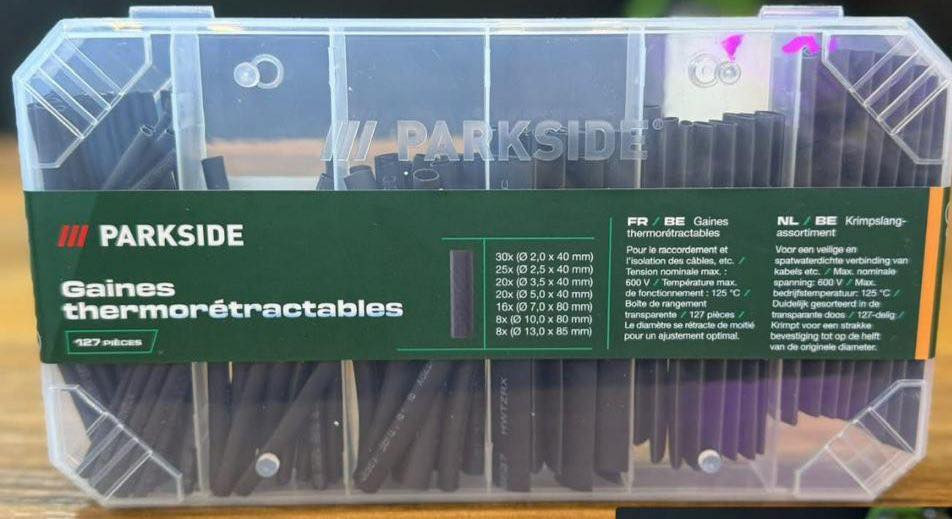 /// PARKSIDE®
/// PARKSIDE
Gaines
thermorétractables
127 PIÈCES
30x (Ø 2,0 x 40 mm)
25x (Ø 2,5 x 40 mm)
20x (Ø 3,5 x 40 mm)
20x (Ø 5,0 x 40 mm)
16x (Ø 7,0 x 80 mm)
8x (Ø 10,0 x 80 mm)
8x (Ø 13,0 x 85 mm)
FR / BE Gaines
thermorétractables
Pour le raccordement et
l'isolation des câbles, etc. /
Tension nominale max. :
600 V / Température max.
de fonctionnement : 125 °C /
Boîte de rangement
transparente / 127 pièces /
Le diamètre se rétracte de moitié
pour un ajustement optimal.
NL / BE Krimpslang-
assortiment
Voor een veilige en
spatwaterdichte verbinding van
kabels etc. / Max. nominale
spanning: 600 V / Max.
bedrijfstemperatuur: 125 °C /
Duidelijk gesorteerd in de
transparante doos / 127-delig /
Krimpt voor een strakke
bevestiging tot op de helft
van de originele diameter.